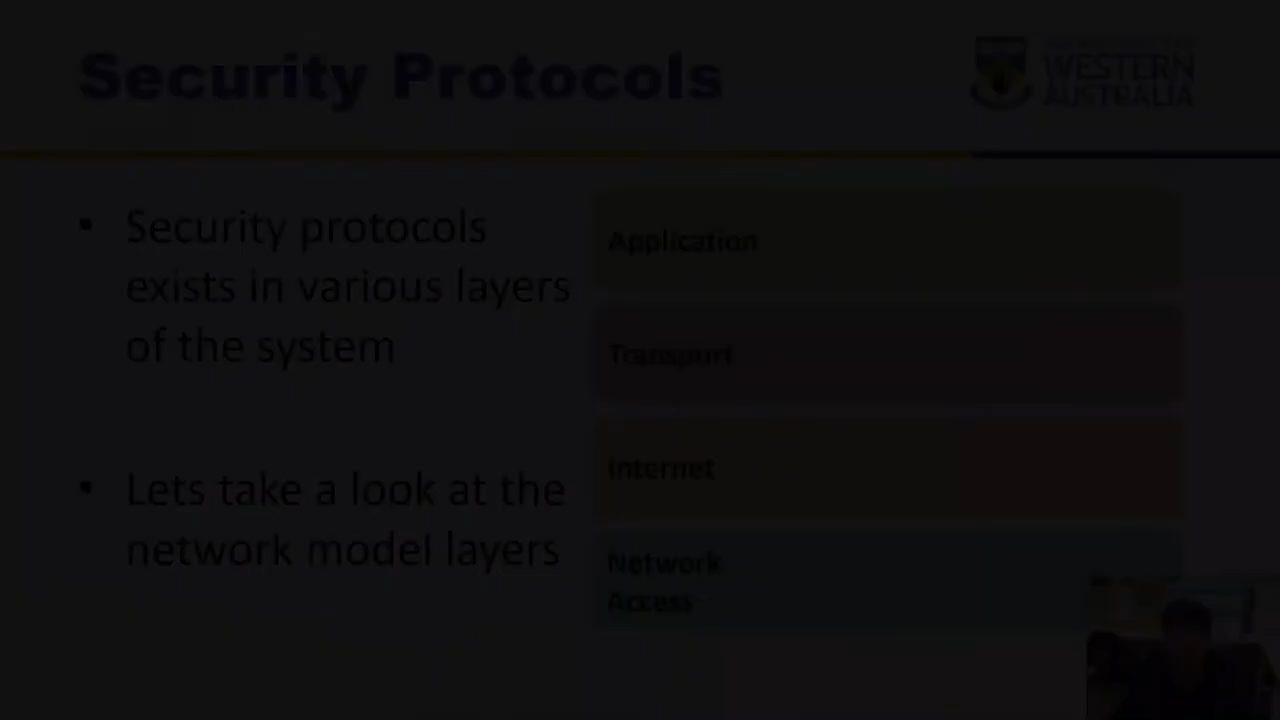 Security Protocols
WESTERN
AUSTRALIA
• Security protocols
exists in various layers
of the system
• Lets take a look at the
network model layers
Application
Transport
Internet
Network
Access